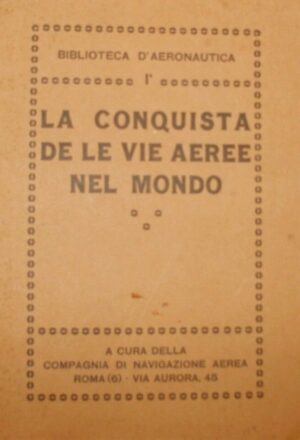 BIBLIOTECA D'AERONAUTICA
I°
LA CONQUISTA
DE LE VIE AEREE
NEL MONDO
A CURA DELLA
COMPAGNIA DI NAVIGAZIONE AEREA
ROMA (6) - VIA AURORA, 45